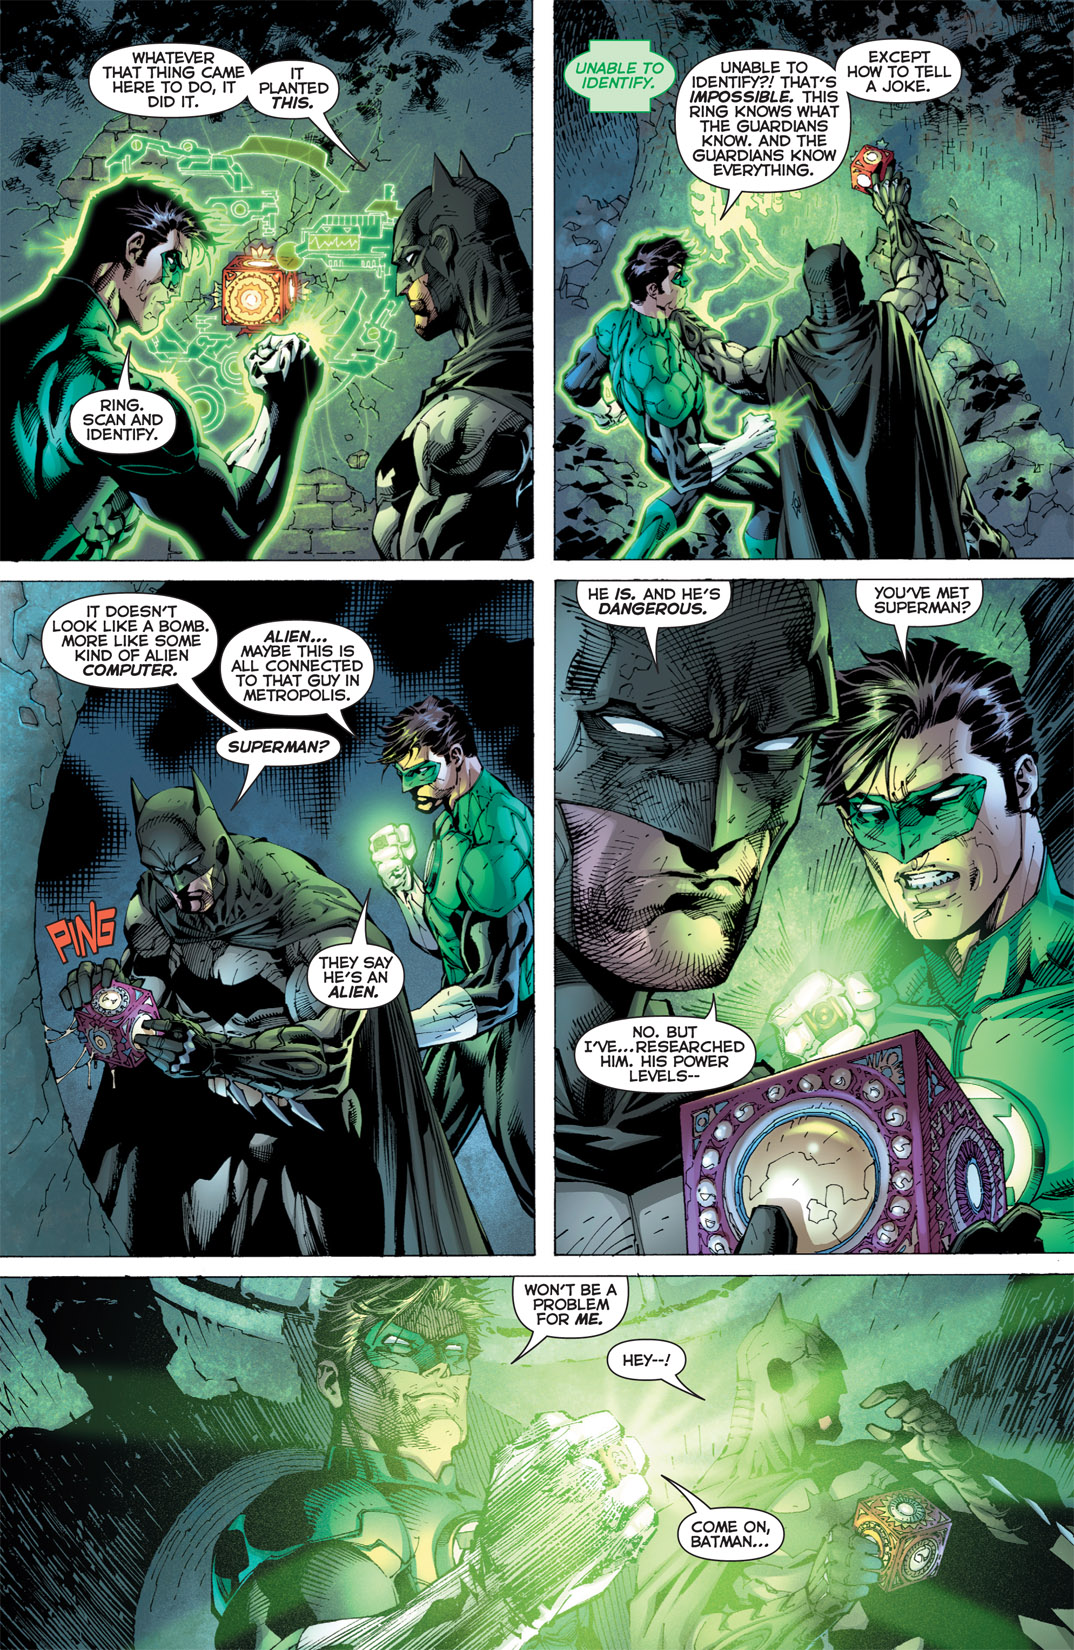 WHATEVER
THAT THING CAME
HERE TO DO, IT
DID IT.
IT
PLANTED
THIS.
RING.
SCAN AND
IDENTIFY.
UNABLE TO
IDENTIFY.
UNABLE TO
IDENTIFY?! THAT'S
IMPOSSIBLE. THIS
RING KNOWS WHAT
THE GUARDIANS
KNOW. AND THE
GUARDIANS KNOW
EVERYTHING.
EXCEPT
HOW TO TELL
A JOKE.
IT DOESN'T
LOOK LIKE A BOMB.
MORE LIKE SOME
KIND OF ALIEN
COMPUTER.
ALIEN...
MAYBE THIS IS
ALL CONNECTED
TO THAT GUY IN
METROPOLIS.
SUPERMAN?
PING
THEY SAY
HE'S AN
ALIEN.
HE IS. AND HE'S
DANGEROUS.
YOU'VE MET
SUPERMAN?
NO. BUT
I'VE...RESEARCHED
HIM. HIS POWER
LEVELS--
WON'T BE A
PROBLEM
FOR ME.
HEY--!
COME ON,
BATMAN...